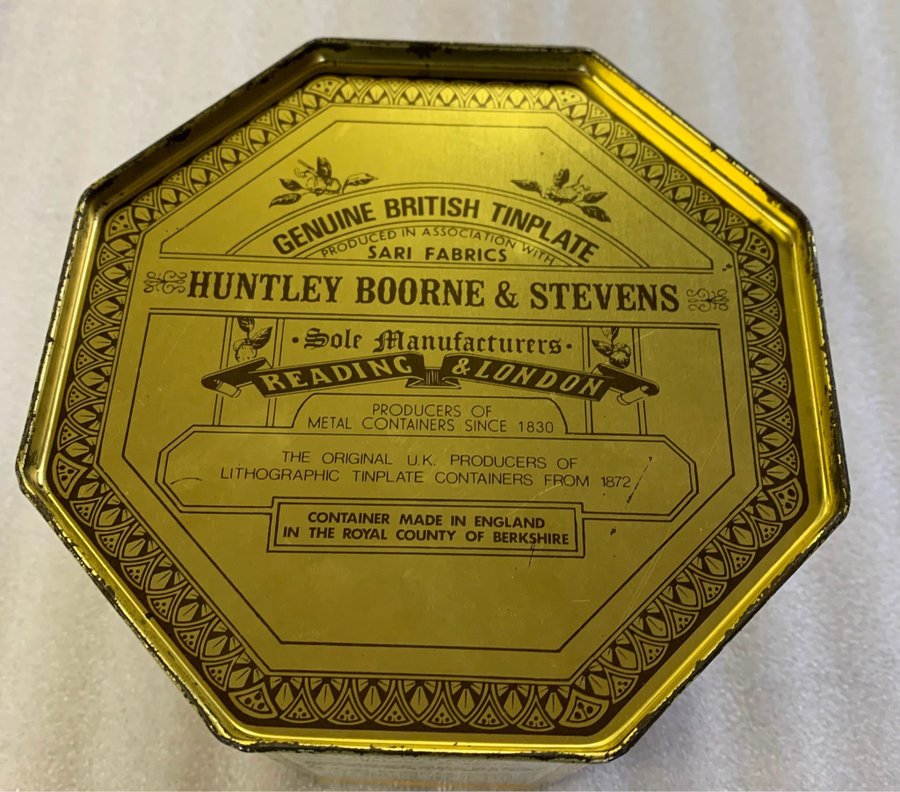 GENUINE BRITISH TINPLATE
PRODUCED IN ASSOCIATION WITH
SARI FABRICS
HUNTLEY BOORNE & STEVENS
· Sole Manufacturers ·
READING & LONDON
PRODUCERS OF
METAL CONTAINERS SINCE 1830
THE ORIGINAL U.K. PRODUCERS OF
LITHOGRAPHIC TINPLATE CONTAINERS FROM 1872
CONTAINER MADE IN ENGLAND
IN THE ROYAL COUNTY OF BERKSHIRE